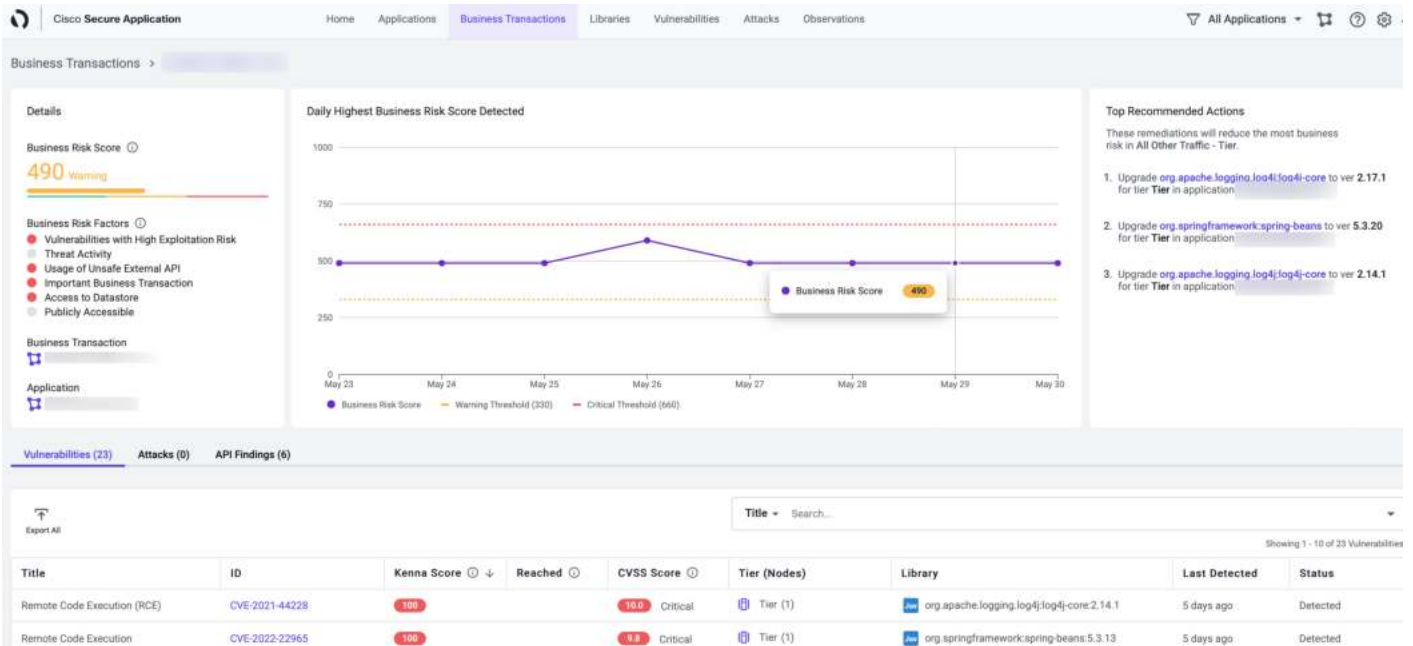 Cisco Secure Application
Home Applications Business Transactions Libraries Vulnerabilities Attacks Observations
All Applications
Business Transactions >
Details
Business Risk Score
490 Warning
Business Risk Factors
Vulnerabilities with High Exploitation Risk
Threat Activity
Usage of Unsafe External API
Important Business Transaction
Access to Datastore
Publicly Accessible
Business Transaction
Application
Daily Highest Business Risk Score Detected
1000
750
500
250
0
Business Risk Score 490
May 23 May 24 May 25 May 26 May 27 May 28 May 29 May 30
Business Risk Score Warning Threshold (330) Critical Threshold (660)
Top Recommended Actions
These remediations will reduce the most business
risk in All Other Traffic - Tier.
1. Upgrade org.apache.logging.log4j:log4j-core to ver 2.17.1
for tier Tier in application
2. Upgrade org.springframework:spring-beans to ver 5.3.20
for tier Tier in application
3. Upgrade org.apache.logging.log4j:log4j-core to ver 2.14.1
for tier Tier in application
Vulnerabilities (23) Attacks (0) API Findings (6)
Export All
Title Search...
Showing 1 - 10 of 23 Vulnerabilities
Title ID Kenna Score Reached CVSS Score Tier (Nodes) Library Last Detected Status
Remote Code Execution (RCE) CVE-2021-44228 100 10.0 Critical Tier (1) org.apache.logging.log4j:log4j-core:2.14.1 5 days ago Detected
Remote Code Execution CVE-2022-22965 100 9.8 Critical Tier (1) org.springframework:spring-beans:5.3.13 5 days ago Detected